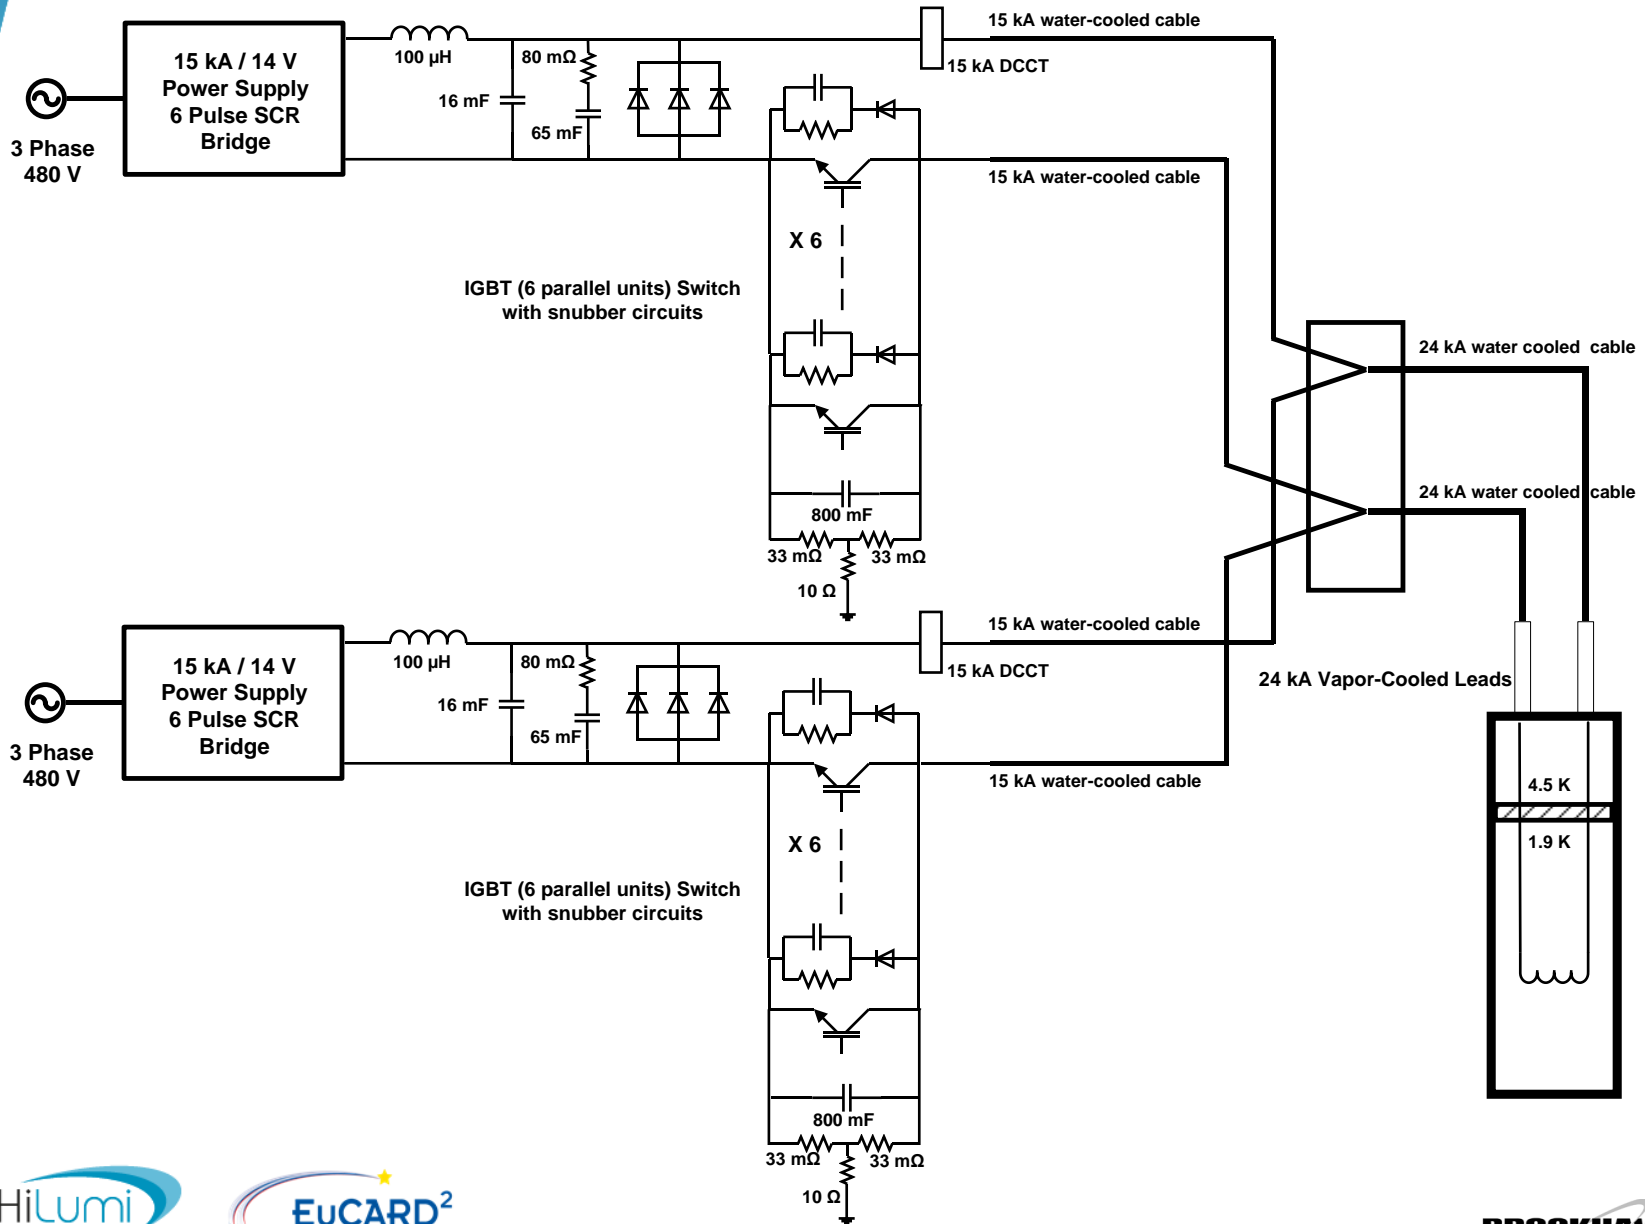 15 kA / 14 V
Power Supply
6 Pulse SCR
Bridge
3 Phase
480 V
100 µH
16 mF
80 mΩ
65 mF
15 kA water-cooled cable
15 kA DCCT
15 kA water-cooled cable
X 6
IGBT (6 parallel units) Switch
with snubber circuits
800 mF
33 mΩ
33 mΩ
10 Ω
24 kA water cooled cable
24 kA water cooled cable
15 kA / 14 V
Power Supply
6 Pulse SCR
Bridge
3 Phase
480 V
100 µH
16 mF
80 mΩ
65 mF
15 kA water-cooled cable
15 kA DCCT
15 kA water-cooled cable
24 kA Vapor-Cooled Leads
4.5 K
1.9 K
X 6
IGBT (6 parallel units) Switch
with snubber circuits
800 mF
33 mΩ
33 mΩ
10 Ω
HiLumi
EuCARD²